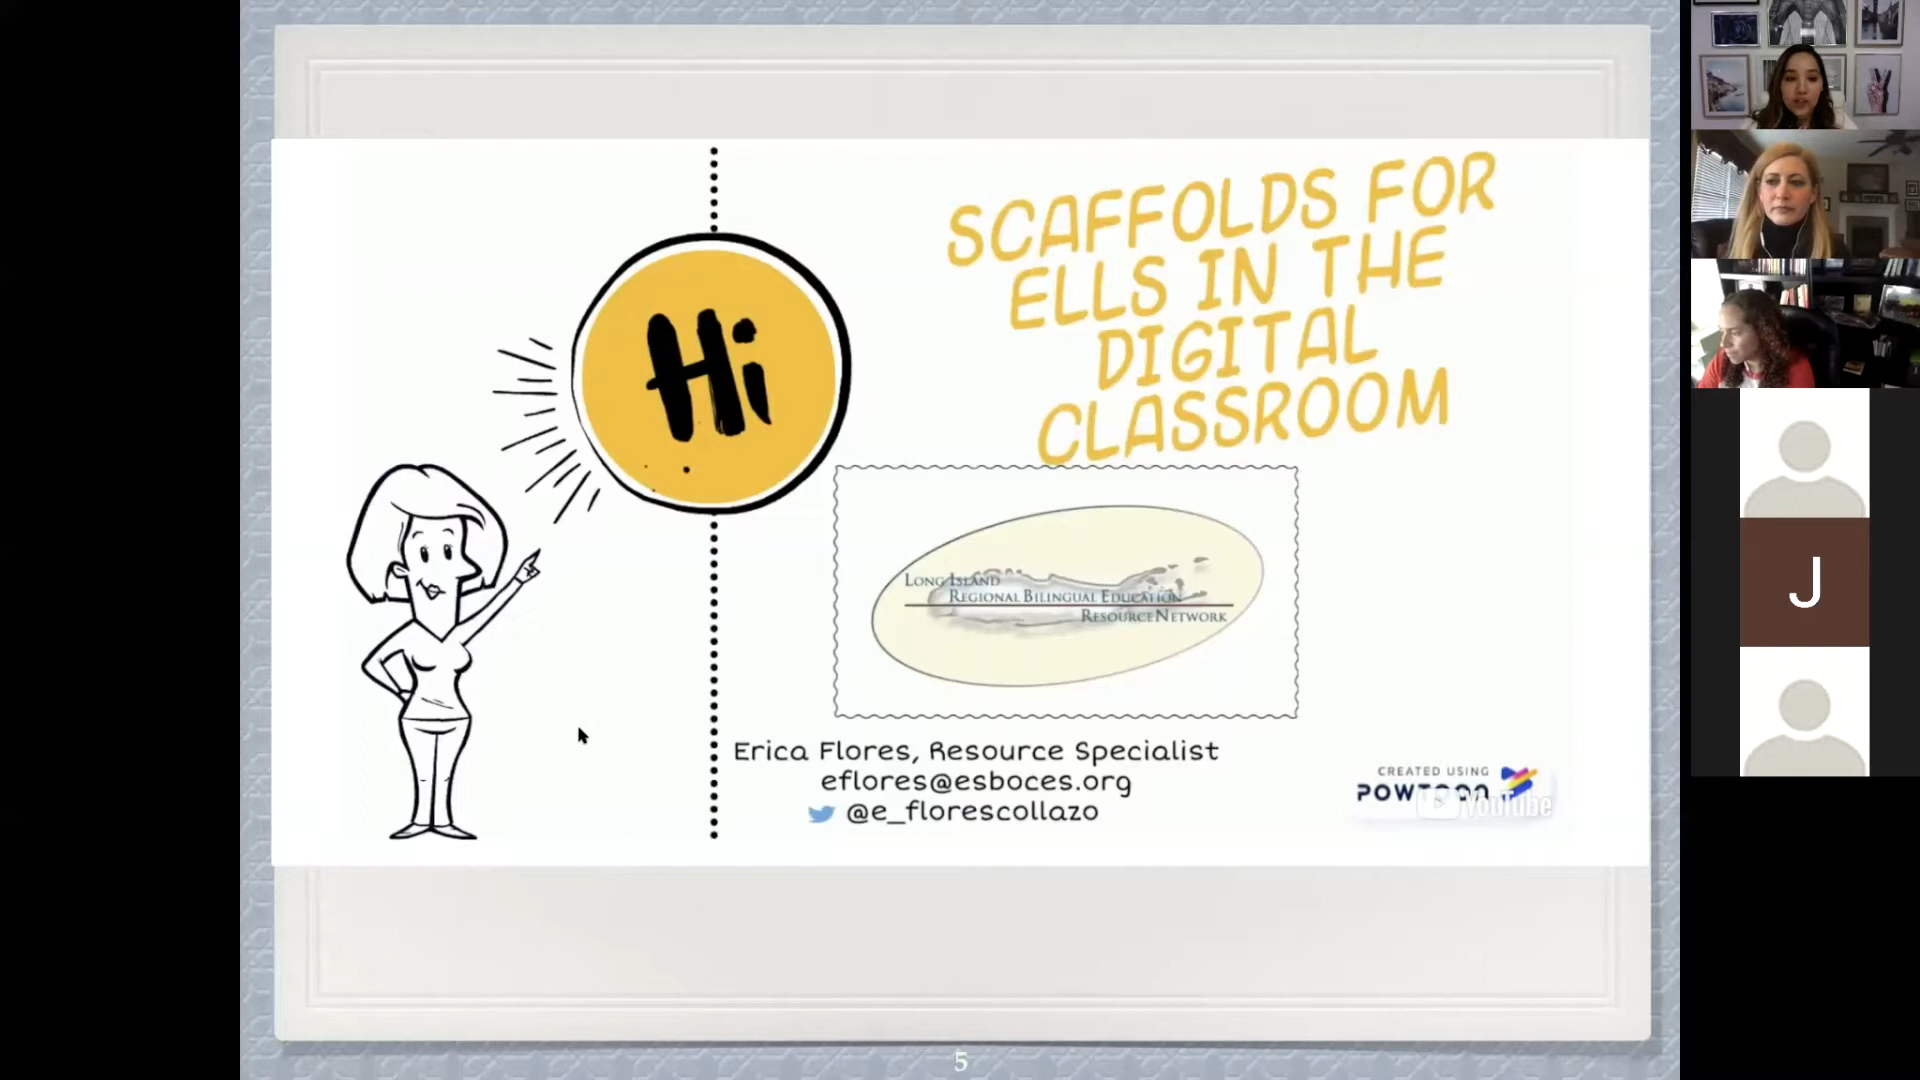 Hi
SCAFFOLDS FOR
ELLS IN THE
DIGITAL
CLASSROOM
LONG ISLAND
REGIONAL BILINGUAL EDUCATION
RESOURCE NETWORK
Erica Flores, Resource Specialist
eflores@esboces.org
@e_florescollazo
CREATED USING
POWTOON
YouTube
5
J